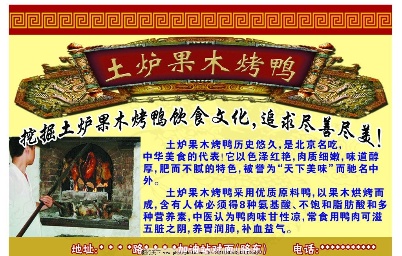 土炉果木烤鸭
挖掘土炉果木烤鸭饮食文化,追求尽善尽美!
土炉果木烤鸭历史悠久,是北京名吃,
中华美食的代表!它以色泽红艳,肉质细嫩,味道醇
厚,肥而不腻的特色,被誉为“天下美味”而驰名中
外。
土炉果木烤鸭采用优质原料鸭,以果木烘烤而
成,含有人体必须得8种氨基酸、不饱和脂肪酸和多
种营养素,中医认为鸭肉味甘性凉,常食用鸭肉可滋
五脏之阴,养胃润肺,补血益气。
地址:****路****加油站对面(路东) 电话:***********